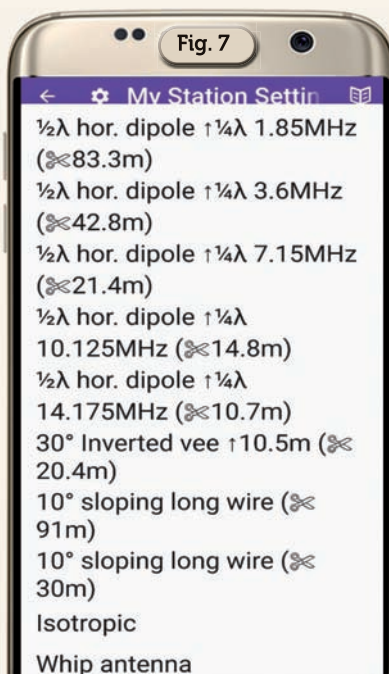 Fig. 7
← My Station Settin
½λ hor. dipole ↑¼λ 1.85MHz
(✂83.3m)
½λ hor. dipole ↑¼λ 3.6MHz
(✂42.8m)
½λ hor. dipole ↑¼λ 7.15MHz
(✂21.4m)
½λ hor. dipole ↑¼λ
10.125MHz (✂14.8m)
½λ hor. dipole ↑¼λ
14.175MHz (✂10.7m)
30° Inverted vee ↑10.5m (✂
20.4m)
10° sloping long wire (✂
91m)
10° sloping long wire (✂
30m)
Isotropic
Whip antenna